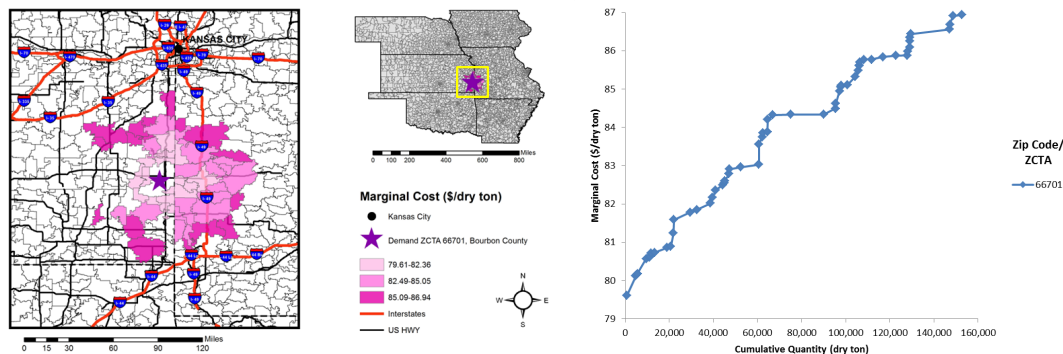 KANSAS CITY
0 15 30 60 90 120
Miles
Miles
0 200 400 600 800
Marginal Cost ($/dry ton)
Kansas City
Demand ZCTA 66701, Bourbon County
79.61-82.36
82.49-85.05
85.09-86.94
Interstates
US HWY
N
W E
S
87
86
85
84
83
82
81
80
79
Marginal Cost ($/dry ton)
0 20,000 40,000 60,000 80,000 100,000 120,000 140,000 160,000
Cumulative Quantity (dry ton)
Zip Code/
ZCTA
66701